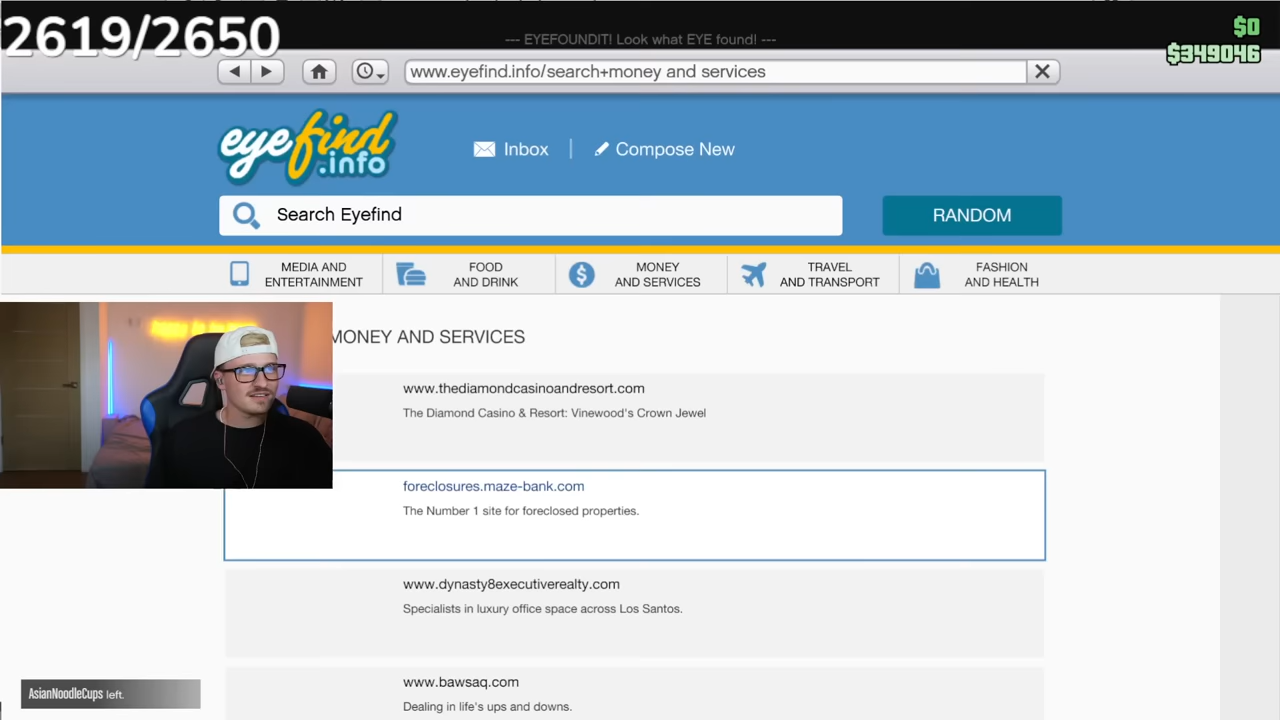 2619/2650
--- EYEFOUNDIT! Look what EYE found! ---
$0
$349046
www.eyefind.info/search+money and services
eyefind
.info
Inbox
Compose New
Search Eyefind
RANDOM
MEDIA AND
ENTERTAINMENT
FOOD
AND DRINK
MONEY
AND SERVICES
TRAVEL
AND TRANSPORT
FASHION
AND HEALTH
MONEY AND SERVICES
www.thediamondcasinoandresort.com
The Diamond Casino & Resort: Vinewood's Crown Jewel
foreclosures.maze-bank.com
The Number 1 site for foreclosed properties.
www.dynasty8executiverealty.com
Specialists in luxury office space across Los Santos.
www.bawsaq.com
Dealing in life's ups and downs.
AsianNoodleCups left.